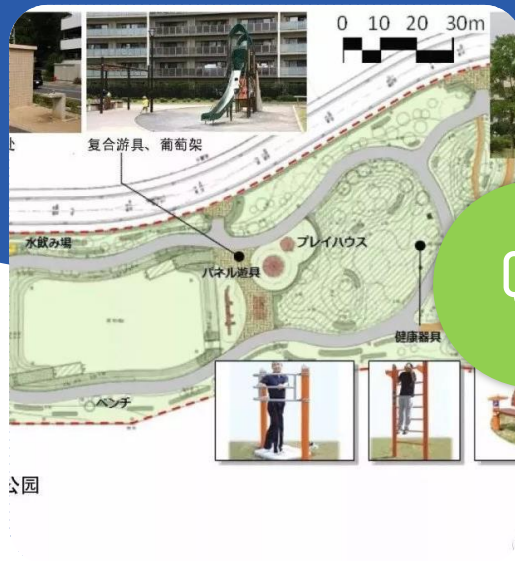 0 10 20 30m
复合游具、葡萄架
水飲み場
プレイハウス
パネル遊具
健康器具
ベンチ
公园